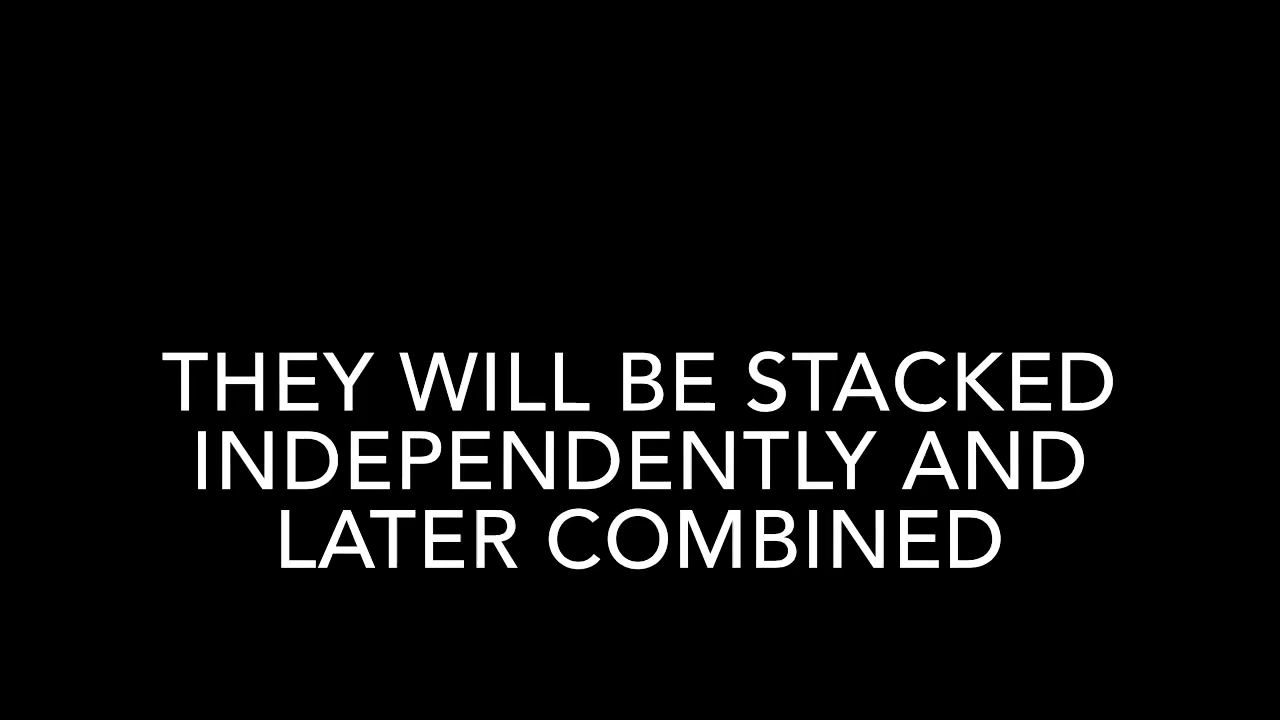 THEY WILL BE STACKED
INDEPENDENTLY AND
LATER COMBINED